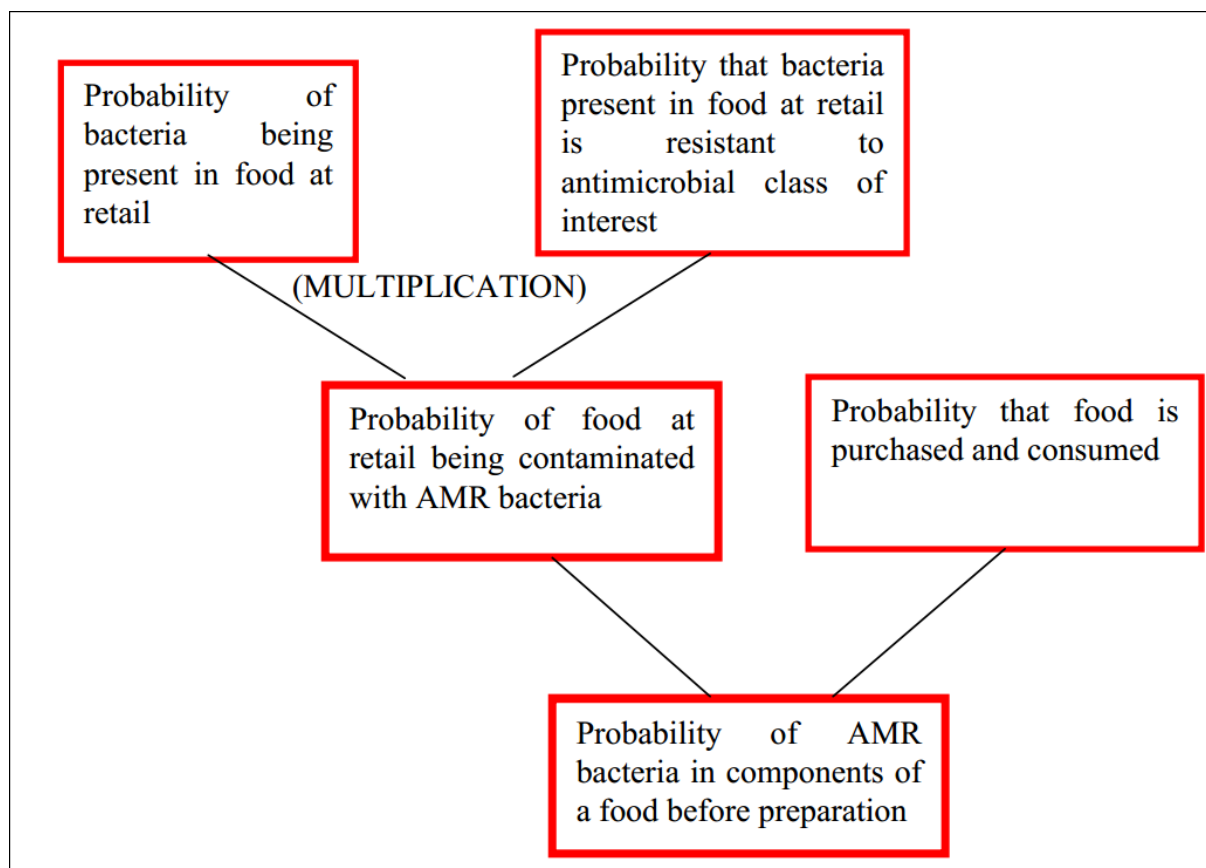 Probability of
bacteria being
present in food at
retail
Probability that bacteria
present in food at retail
is resistant to
antimicrobial class of
interest
(MULTIPLICATION)
Probability of food at
retail being contaminated
with AMR bacteria
Probability that food is
purchased and consumed
Probability of AMR
bacteria in components of
a food before preparation